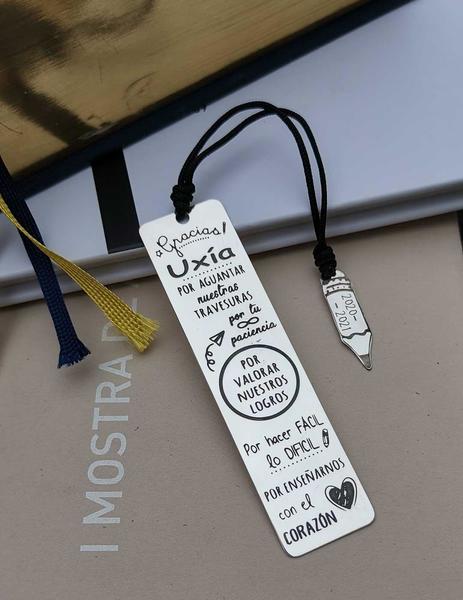 ¡Gracias!
Uxía
POR AGUANTAR
nuestras
TRAVESURAS
por tu
paciencia
POR
VALORAR
NUESTROS
LOGROS
Por hacer FÁCIL
lo DIFICIL
POR ENSEÑARNOS
con el
CORAZÓN
2020-
-2021
I MOSTRA D